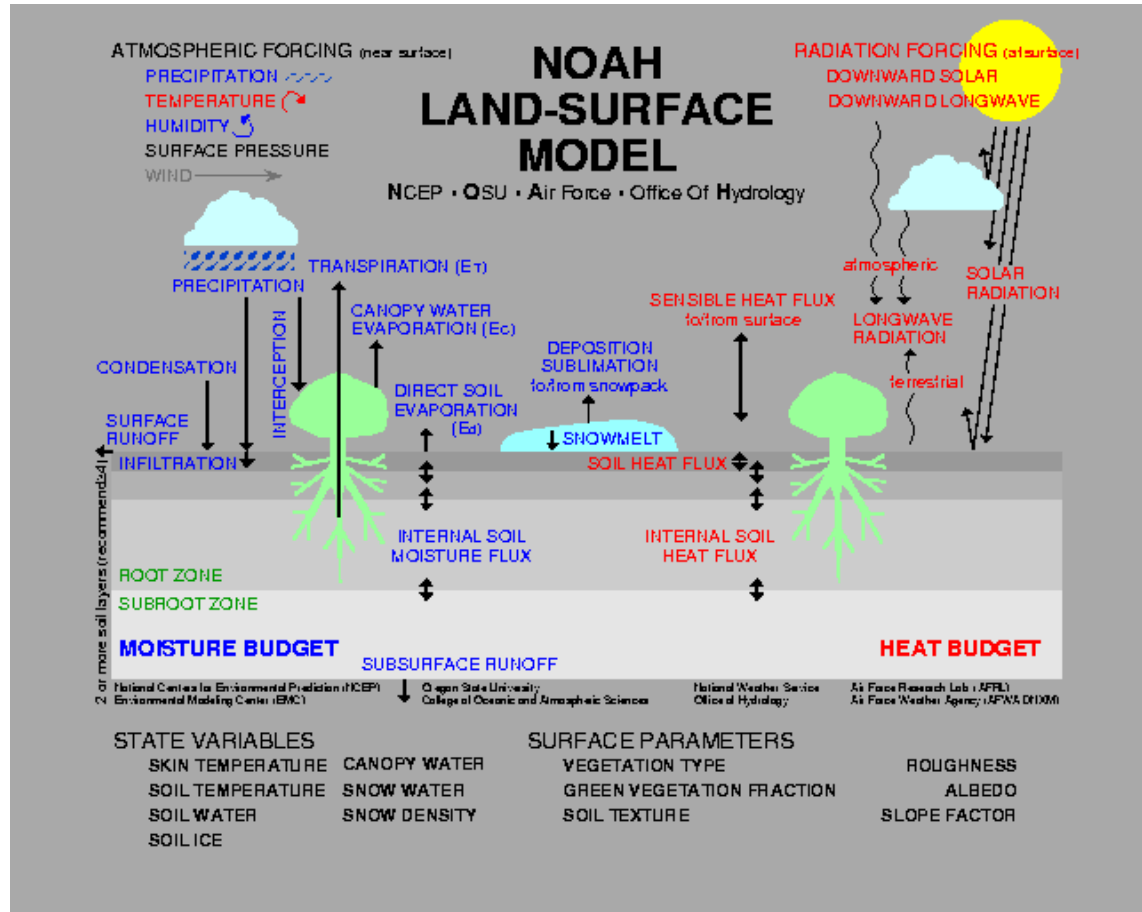 NOAH
LAND-SURFACE
MODEL
NCEP • OSU • Air Force • Office Of Hydrology
ATMOSPHERIC FORCING (near surface)
PRECIPITATION
TEMPERATURE
HUMIDITY
SURFACE PRESSURE
WIND
RADIATION FORCING (at surface)
DOWNWARD SOLAR
DOWNWARD LONGWAVE
PRECIPITATION
TRANSPIRATION (ET)
CANOPY WATER
EVAPORATION (Ec)
INTERCEPTION
CONDENSATION
DIRECT SOIL
EVAPORATION
(Ed)
DEPOSITION
SUBLIMATION
to/from snowpack
SNOWMELT
SURFACE
RUNOFF
INFILTRATION
SENSIBLE HEAT FLUX
to/from surface
atmospheric
LONGWAVE
RADIATION
terrestrial
SOLAR
RADIATION
SOIL HEAT FLUX
INTERNAL SOIL
MOISTURE FLUX
INTERNAL SOIL
HEAT FLUX
ROOT ZONE
SUBROOT ZONE
MOISTURE BUDGET
HEAT BUDGET
SUBSURFACE RUNOFF
2 or more soil layers (recommend≥4)
National Centers for Environmental Prediction (NCEP)
Environmental Modeling Center (EMC)
Oregon State University
College of Oceanic and Atmospheric Sciences
National Weather Service
Office of Hydrology
Air Force Research Lab (AFRL)
Air Force Weather Agency (AFWA DNXM)
STATE VARIABLES
SKIN TEMPERATURE
SOIL TEMPERATURE
SOIL WATER
SOIL ICE
CANOPY WATER
SNOW WATER
SNOW DENSITY
SURFACE PARAMETERS
VEGETATION TYPE
GREEN VEGETATION FRACTION
SOIL TEXTURE
ROUGHNESS
ALBEDO
SLOPE FACTOR